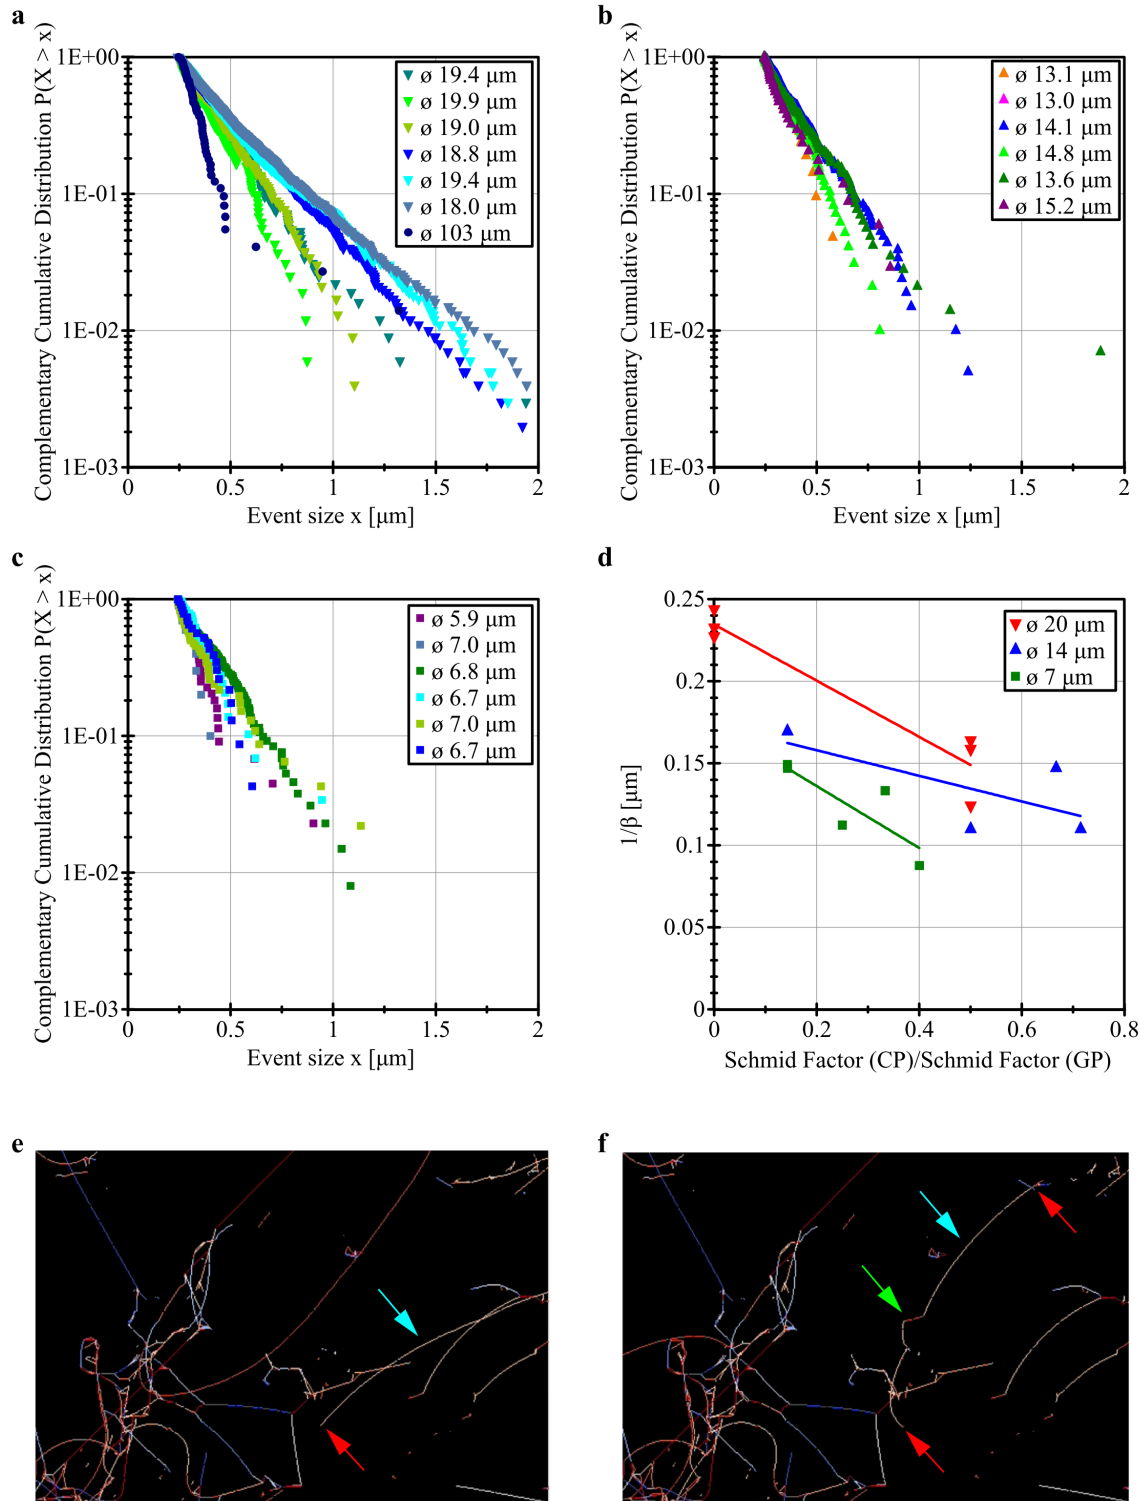 a
Complementary Cumulative Distribution P(X > x)
1E+00
1E-01
1E-02
1E-03
0
0.5
1
1.5
2
Event size x [μm]
ø 19.4 μm
ø 19.9 μm
ø 19.0 μm
ø 18.8 μm
ø 19.4 μm
ø 18.0 μm
ø 103 μm
b
Complementary Cumulative Distribution P(X > x)
1E+00
1E-01
1E-02
1E-03
0
0.5
1
1.5
2
Event size x [μm]
ø 13.1 μm
ø 13.0 μm
ø 14.1 μm
ø 14.8 μm
ø 13.6 μm
ø 15.2 μm
c
Complementary Cumulative Distribution P(X > x)
1E+00
1E-01
1E-02
1E-03
0
0.5
1
1.5
2
Event size x [μm]
ø 5.9 μm
ø 7.0 μm
ø 6.8 μm
ø 6.7 μm
ø 7.0 μm
ø 6.7 μm
d
1/β [μm]
0.25
0.2
0.15
0.1
0.05
0
0
0.2
0.4
0.6
0.8
Schmid Factor (CP)/Schmid Factor (GP)
ø 20 μm
ø 14 μm
ø 7 μm
e
f